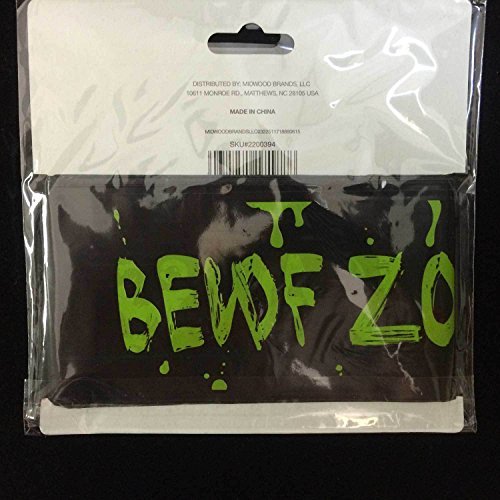 DISTRIBUTED BY: MIDWOOD BRANDS, LLC
10611 MONROE RD., MATTHEWS, NC 28105 USA
MADE IN CHINA
SKU#2200394
BEWF ZO